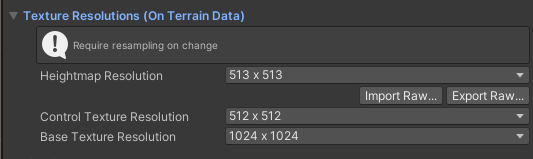 Texture Resolutions (On Terrain Data)
Require resampling on change
Heightmap Resolution 513 x 513
Import Raw... Export Raw...
Control Texture Resolution 512 x 512
Base Texture Resolution 1024 x 1024